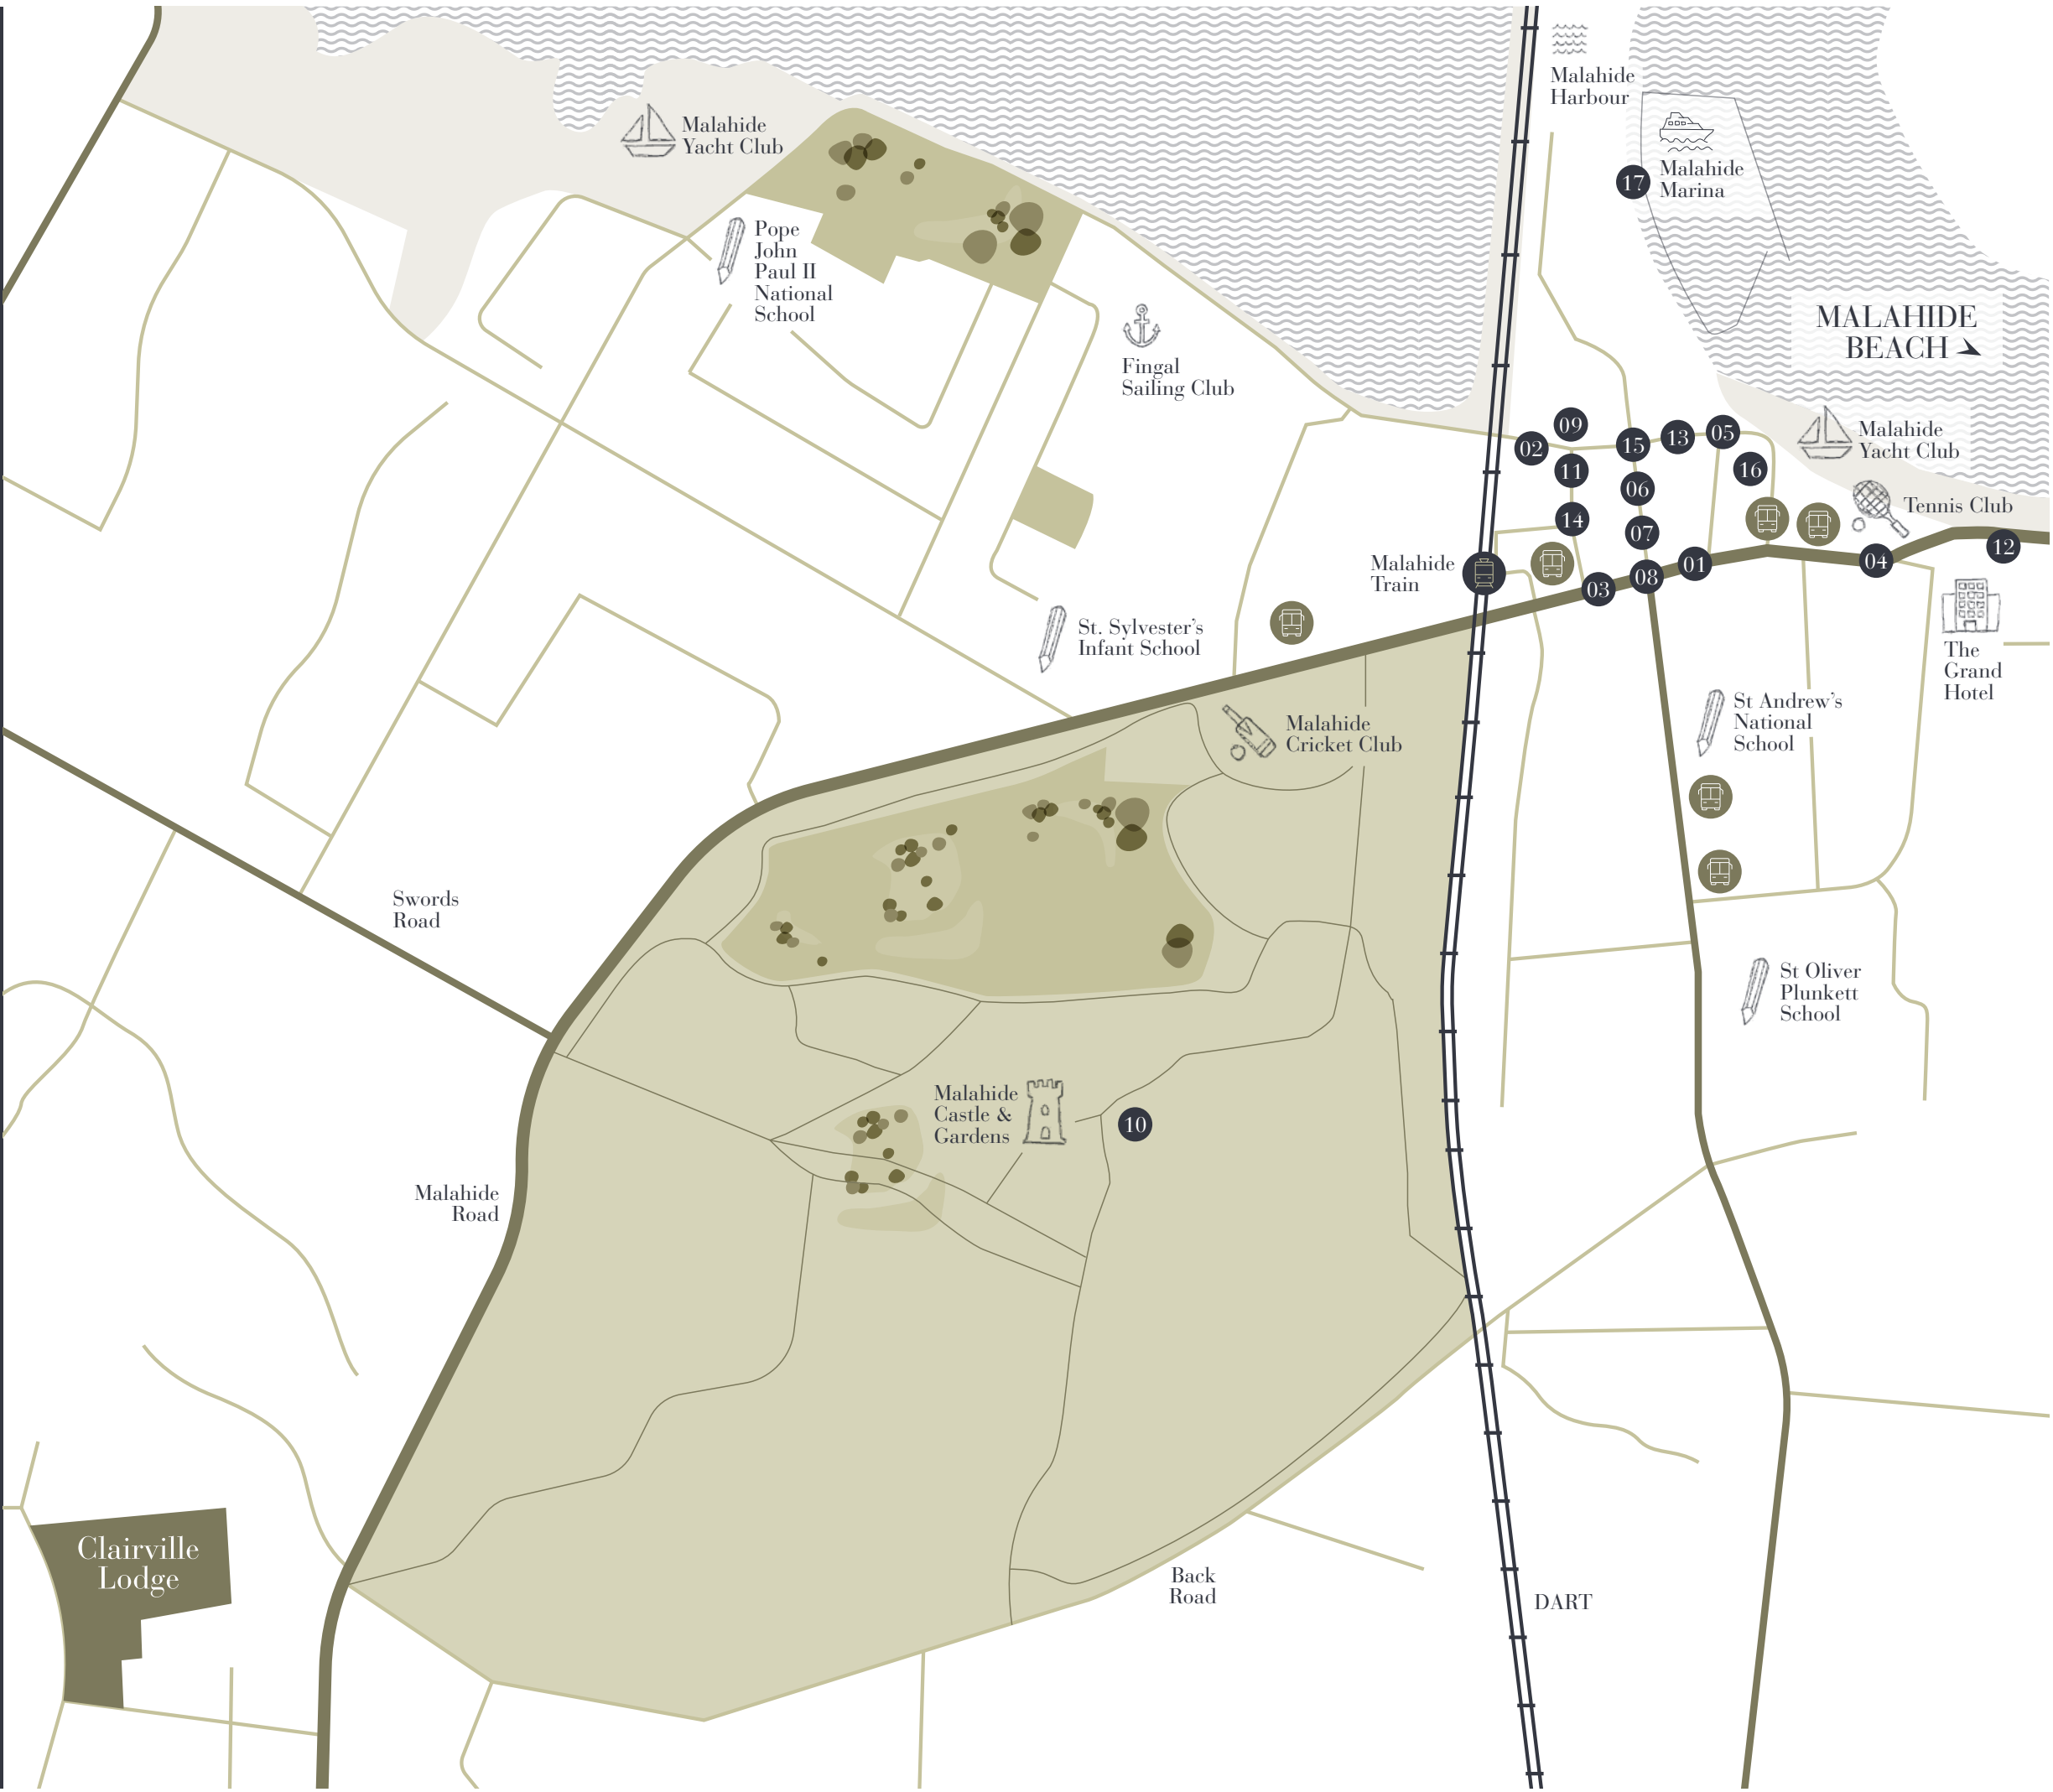 Malahide
Harbour
Malahide
Yacht Club
17
Malahide
Marina
Pope
John
Paul II
National
School
MALAHIDE
BEACH
Fingal
Sailing Club
09
02
15
13
05
11
16
06
14
07
Malahide
Yacht Club
Tennis Club
12
04
01
08
03
Malahide
Train
St. Sylvester's
Infant School
The
Grand
Hotel
St Andrew's
National
School
Malahide
Cricket Club
Swords
Road
St Oliver
Plunkett
School
Malahide
Castle &
Gardens
10
Malahide
Road
Clairville
Lodge
Back
Road
DART